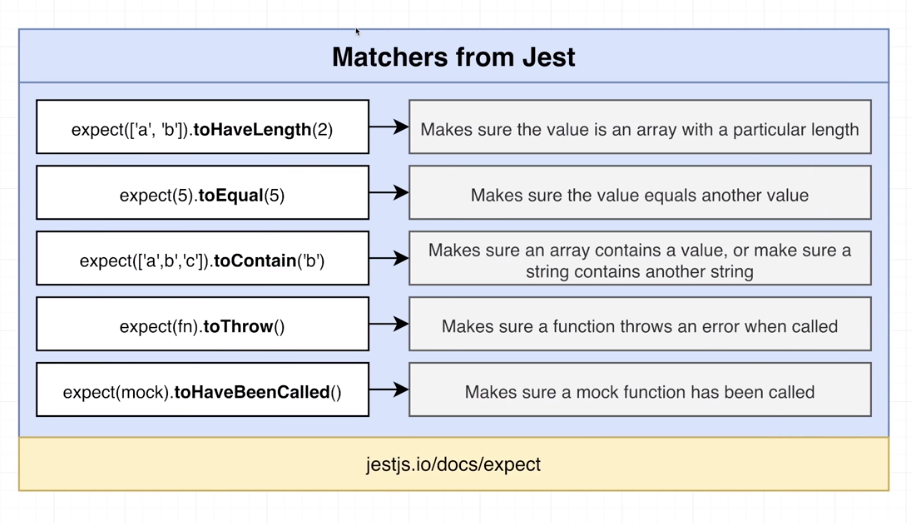 Matchers from Jest
expect(['a', 'b']).toHaveLength(2)
Makes sure the value is an array with a particular length
expect(5).toEqual(5)
Makes sure the value equals another value
expect(['a',b','c']).toContain('b')
Makes sure an array contains a value, or make sure a
string contains another string
expect(fn).toThrow()
Makes sure a function throws an error when called
expect(mock).toHaveBeenCalled()
Makes sure a mock function has been called
jestjs.io/docs/expect